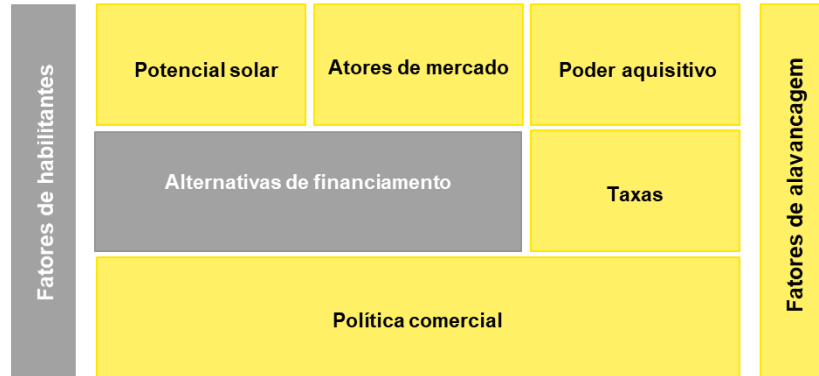 Fatores de habilitantes
Potencial solar
Atores de mercado
Poder aquisitivo
Alternativas de financiamento
Taxas
Política comercial
Fatores de alavancagem